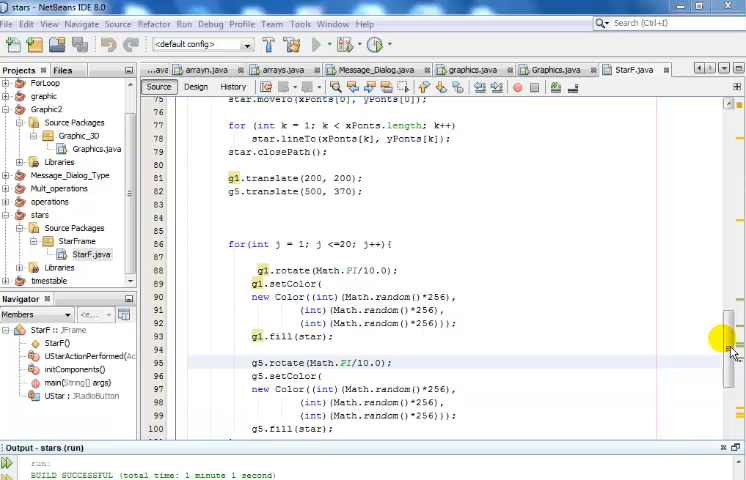 stars - NetBeans IDE 8.0
File Edit View Navigate Source Refactor Run Debug Profile Team Tools Window Help
Search (Ctrl+I)
<default config>
Projects Files
...ava arrayn.java arrays.java Message_Dialog.java graphics.java Graphics.java StarF.java
Source Design History
ForLoop
graphic
Graphic2
Source Packages
Graphic_3D
Graphics.java
Libraries
Message_Dialog_Type
Mult_operations
operations
stars
Source Packages
StarFrame
StarF.java
Libraries
timestable
Navigator
Members <e...
StarF :: JFrame
StarF()
UStarActionPerformed(Ac
initComponents()
main(String[] args)
UStar : JRadioButton
75 star.moveTo(xPonts[0], yPonts[0]);
76
77 for (int k = 1; k < xPonts.length; k++)
78 star.lineTo(xPonts[k], yPonts[k]);
79 star.closePath();
80
81 g1.translate(200, 200);
82 g5.translate(500, 370);
83
84
85
86 for(int j = 1; j <=20; j++){
87
88 g1.rotate(Math.PI/10.0);
89 g1.setColor(
90 new Color((int)(Math.random()*256),
91 (int)(Math.random()*256),
92 (int)(Math.random()*256)));
93 g1.fill(star);
94
95 g5.rotate(Math.PI/10.0);
96 g5.setColor(
97 new Color((int)(Math.random()*256),
98 (int)(Math.random()*256),
99 (int)(Math.random()*256)));
100 g5.fill(star);
101
Output - stars (run)
run:
BUILD SUCCESSFUL (total time: 1 minute 1 second)